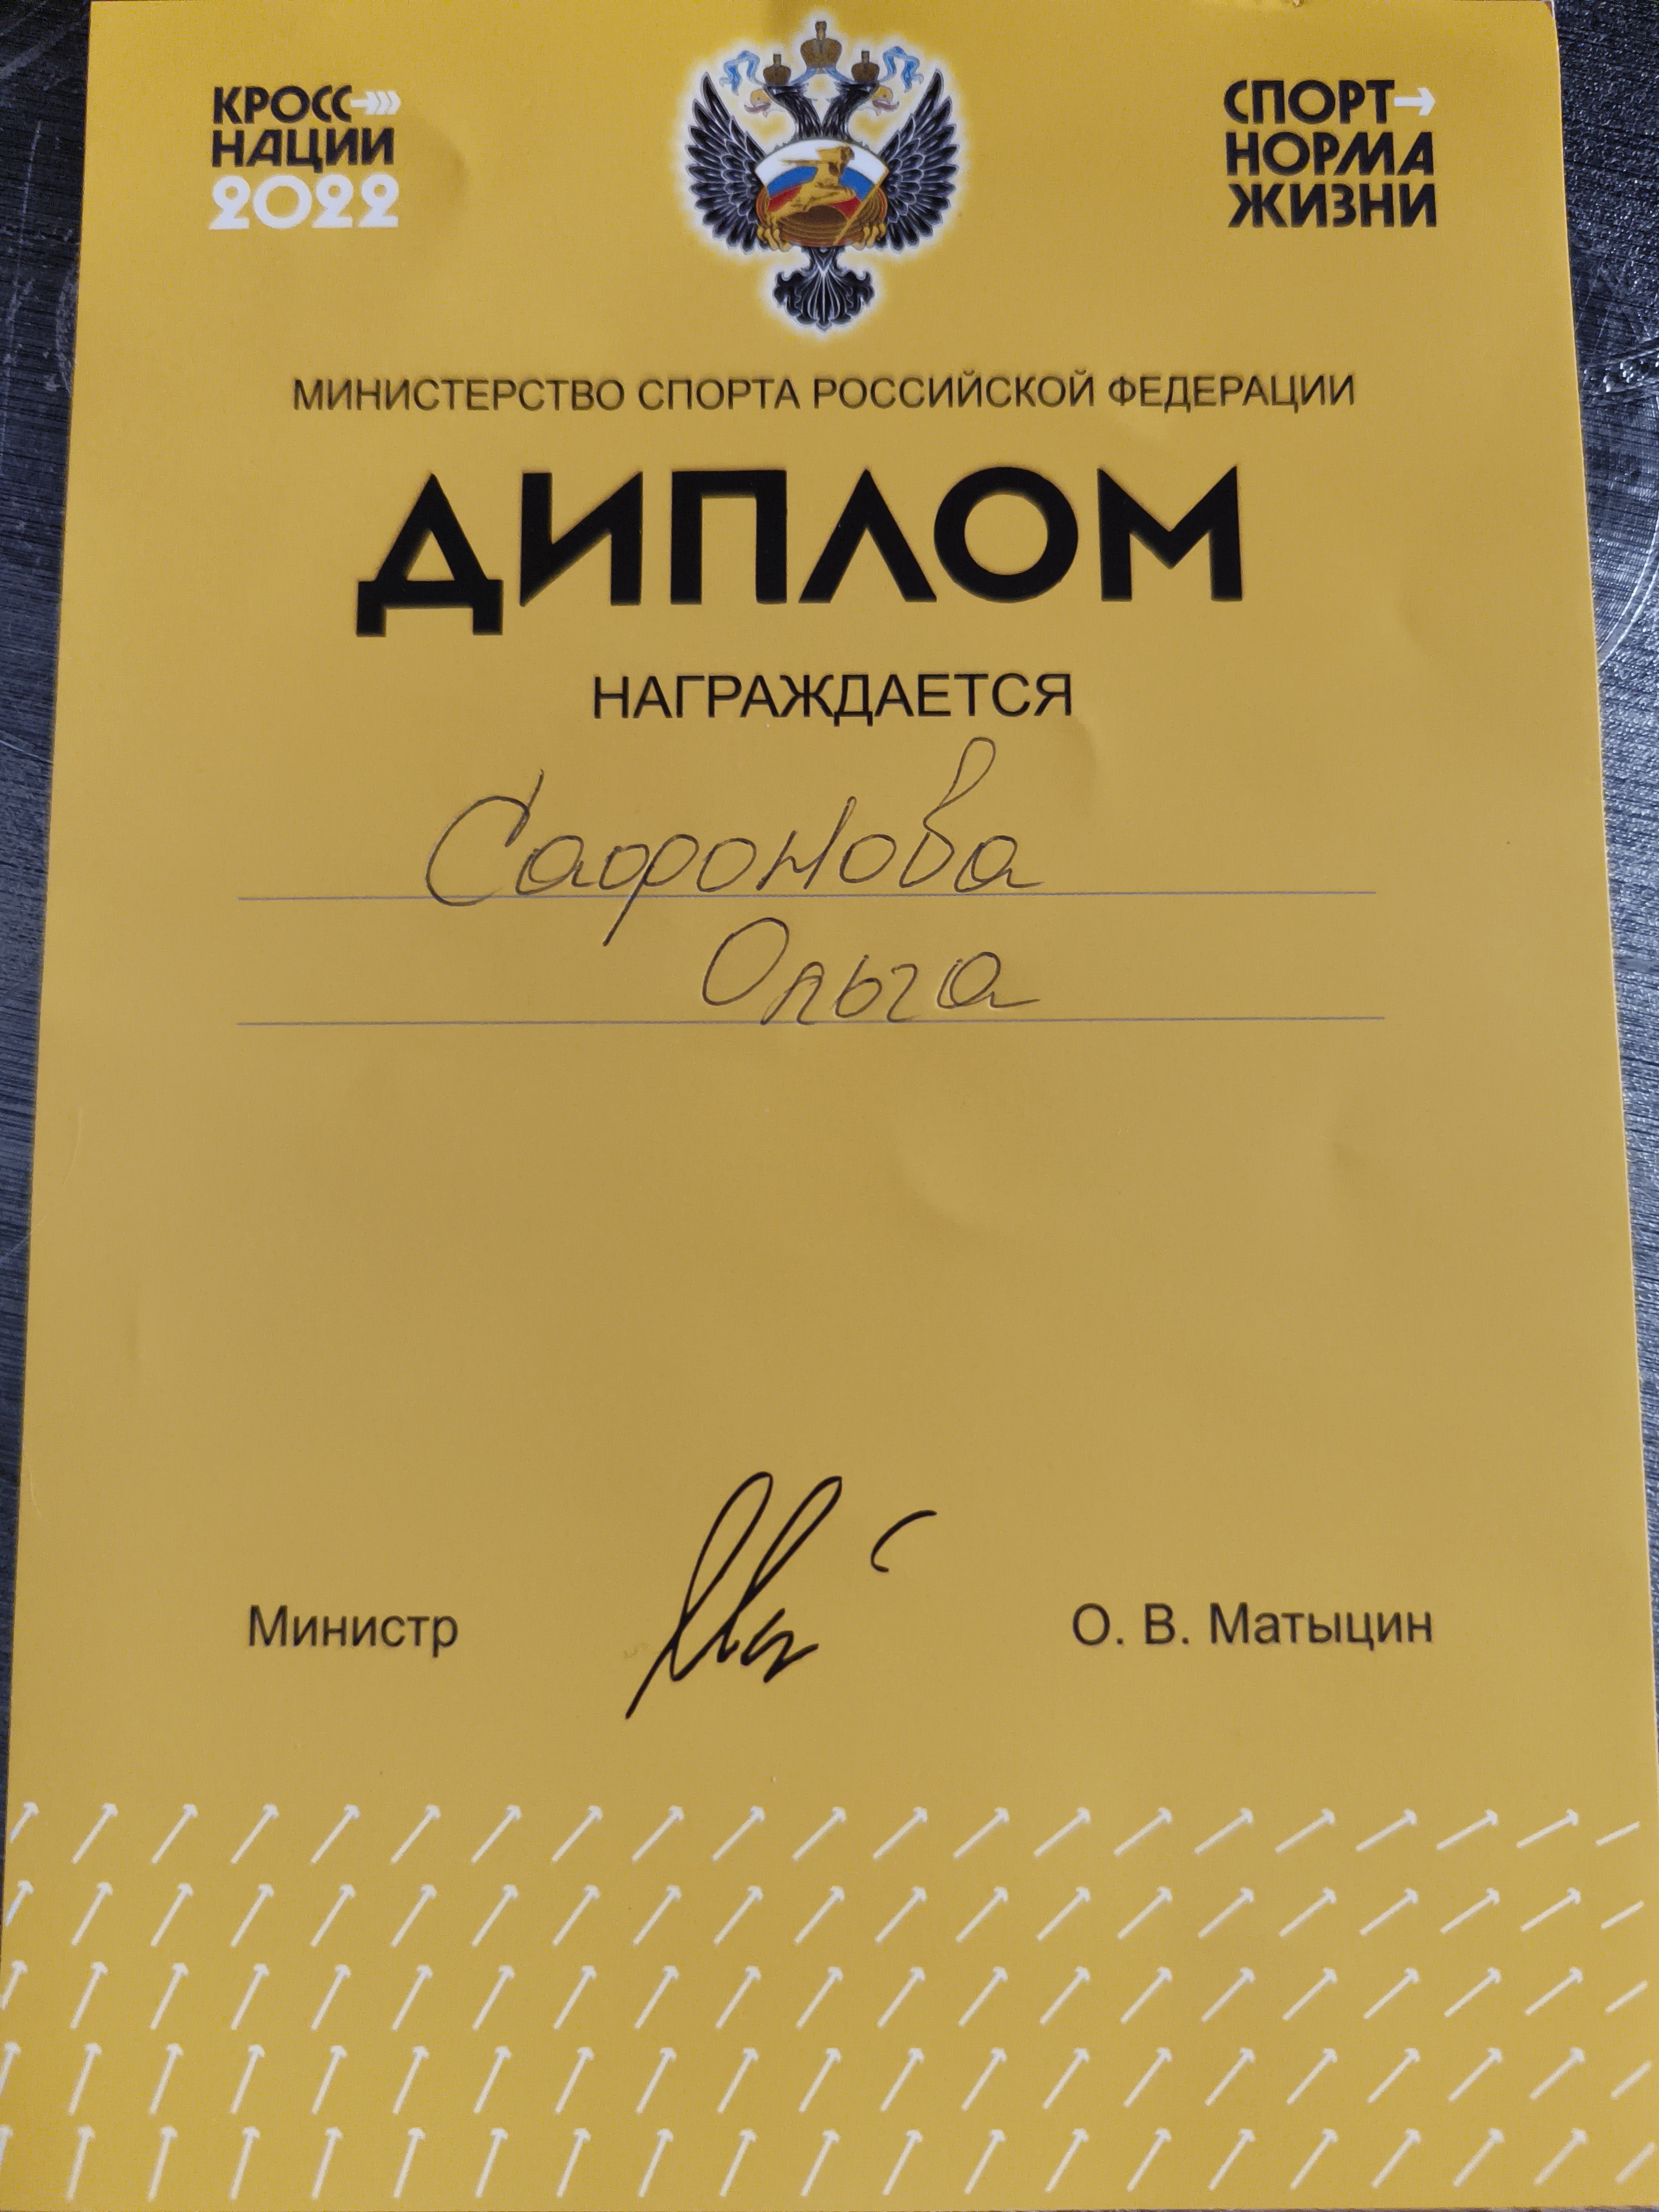 КРОСС
НАЦИИ
2022
СПОРТ
НОРМА
ЖИЗНИ
МИНИСТЕРСТВО СПОРТА РОССИЙСКОЙ ФЕДЕРАЦИИ
ДИПЛОМ
НАГРАЖДАЕТСЯ
Сафонова
Ольга
Министр
О. В. Матыцин